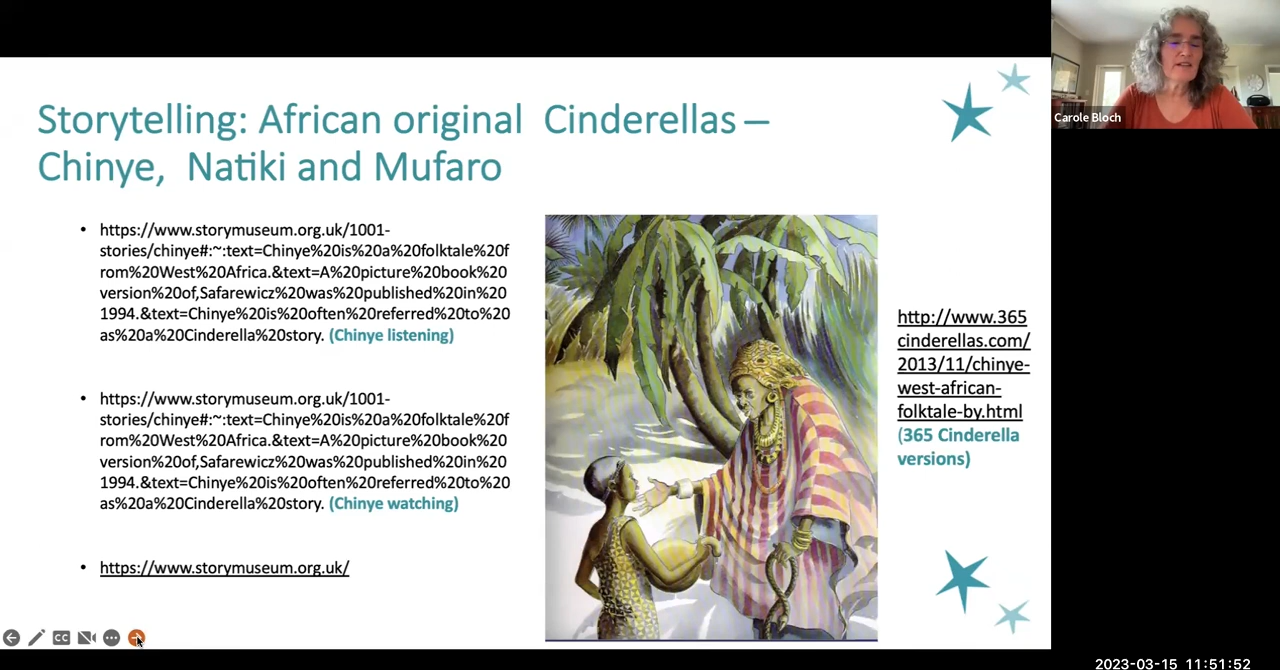 Storytelling: African original Cinderellas –
Chinye, Natiki and Mufaro
• https://www.storymuseum.org.uk/1001-
stories/chinye#:~:text=Chinye%20is%20a%20folktale%20f
rom%20West%20Africa.&text=A%20picture%20book%20
version%20of,Safarewicz%20was%20published%20in%20
1994.&text=Chinye%20is%20often%20referred%20to%20
as%20a%20Cinderella%20story. (Chinye listening)
• https://www.storymuseum.org.uk/1001-
stories/chinye#:~:text=Chinye%20is%20a%20folktale%20f
rom%20West%20Africa.&text=A%20picture%20book%20
version%20of,Safarewicz%20was%20published%20in%20
1994.&text=Chinye%20is%20often%20referred%20to%20
as%20a%20Cinderella%20story. (Chinye watching)
• https://www.storymuseum.org.uk/
http://www.365
cinderellas.com/
2013/11/chinye-
west-african-
folktale-by.html
(365 Cinderella
versions)
Carole Bloch
CC
2023-03-15 11:51:52